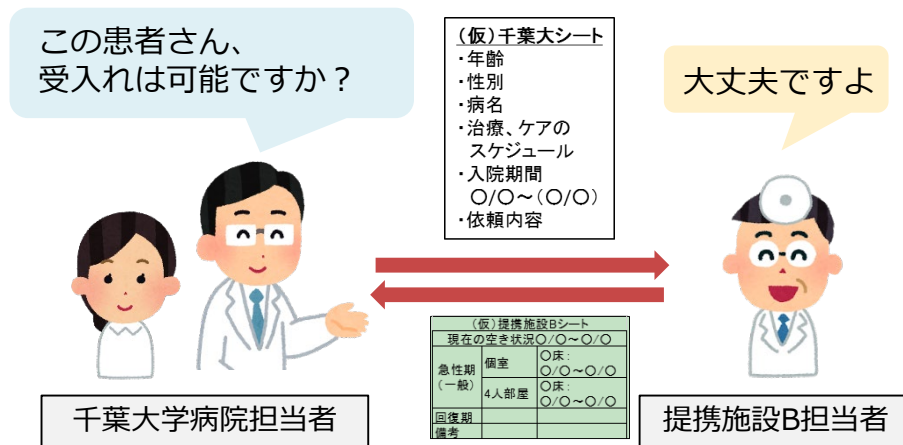 この患者さん、
受入れは可能ですか？
（仮）千葉大シート
・年齢
・性別
・病名
・治療、ケアの
スケジュール
・入院期間
〇/〇～(〇/〇)
・依頼内容
大丈夫ですよ
（仮）提携施設Bシート
現在の空き状況〇/〇～〇/〇
急性期
（一般）
個室
〇床：
〇/〇～〇/〇
4人部屋
〇床：
〇/〇～〇/〇
回復期
備考
千葉大学病院担当者
提携施設B担当者